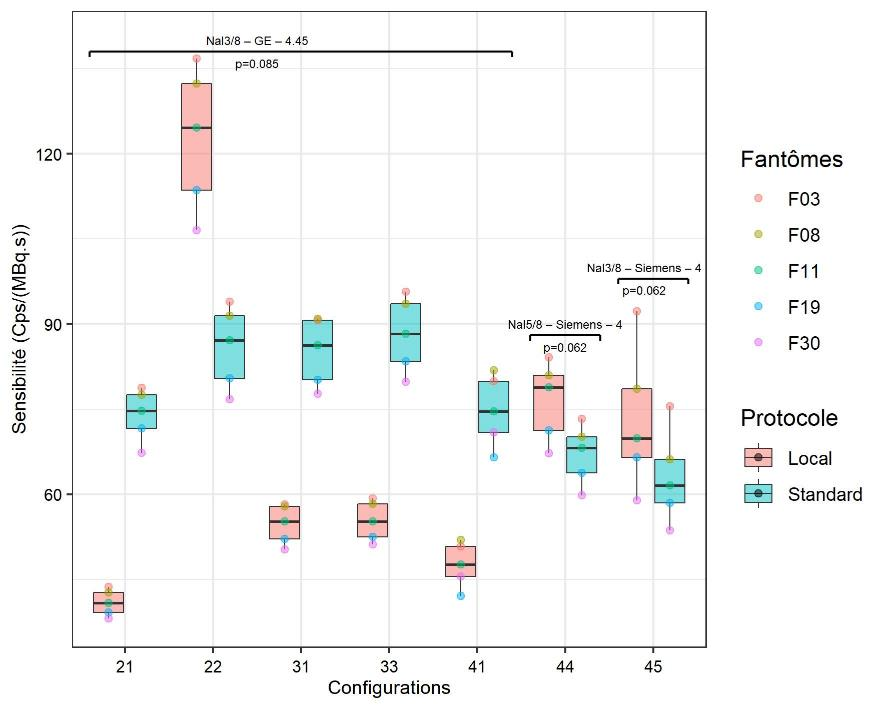 NaI3/8 – GE – 4.45
p=0.085
NaI3/8 – Siemens – 4
p=0.062
NaI5/8 – Siemens – 4
p=0.062
120
90
60
Sensibilité (Cps/(MBq.s))
21
22
31
33
41
44
45
Configurations
Fantômes
F03
F08
F11
F19
F30
Protocole
Local
Standard